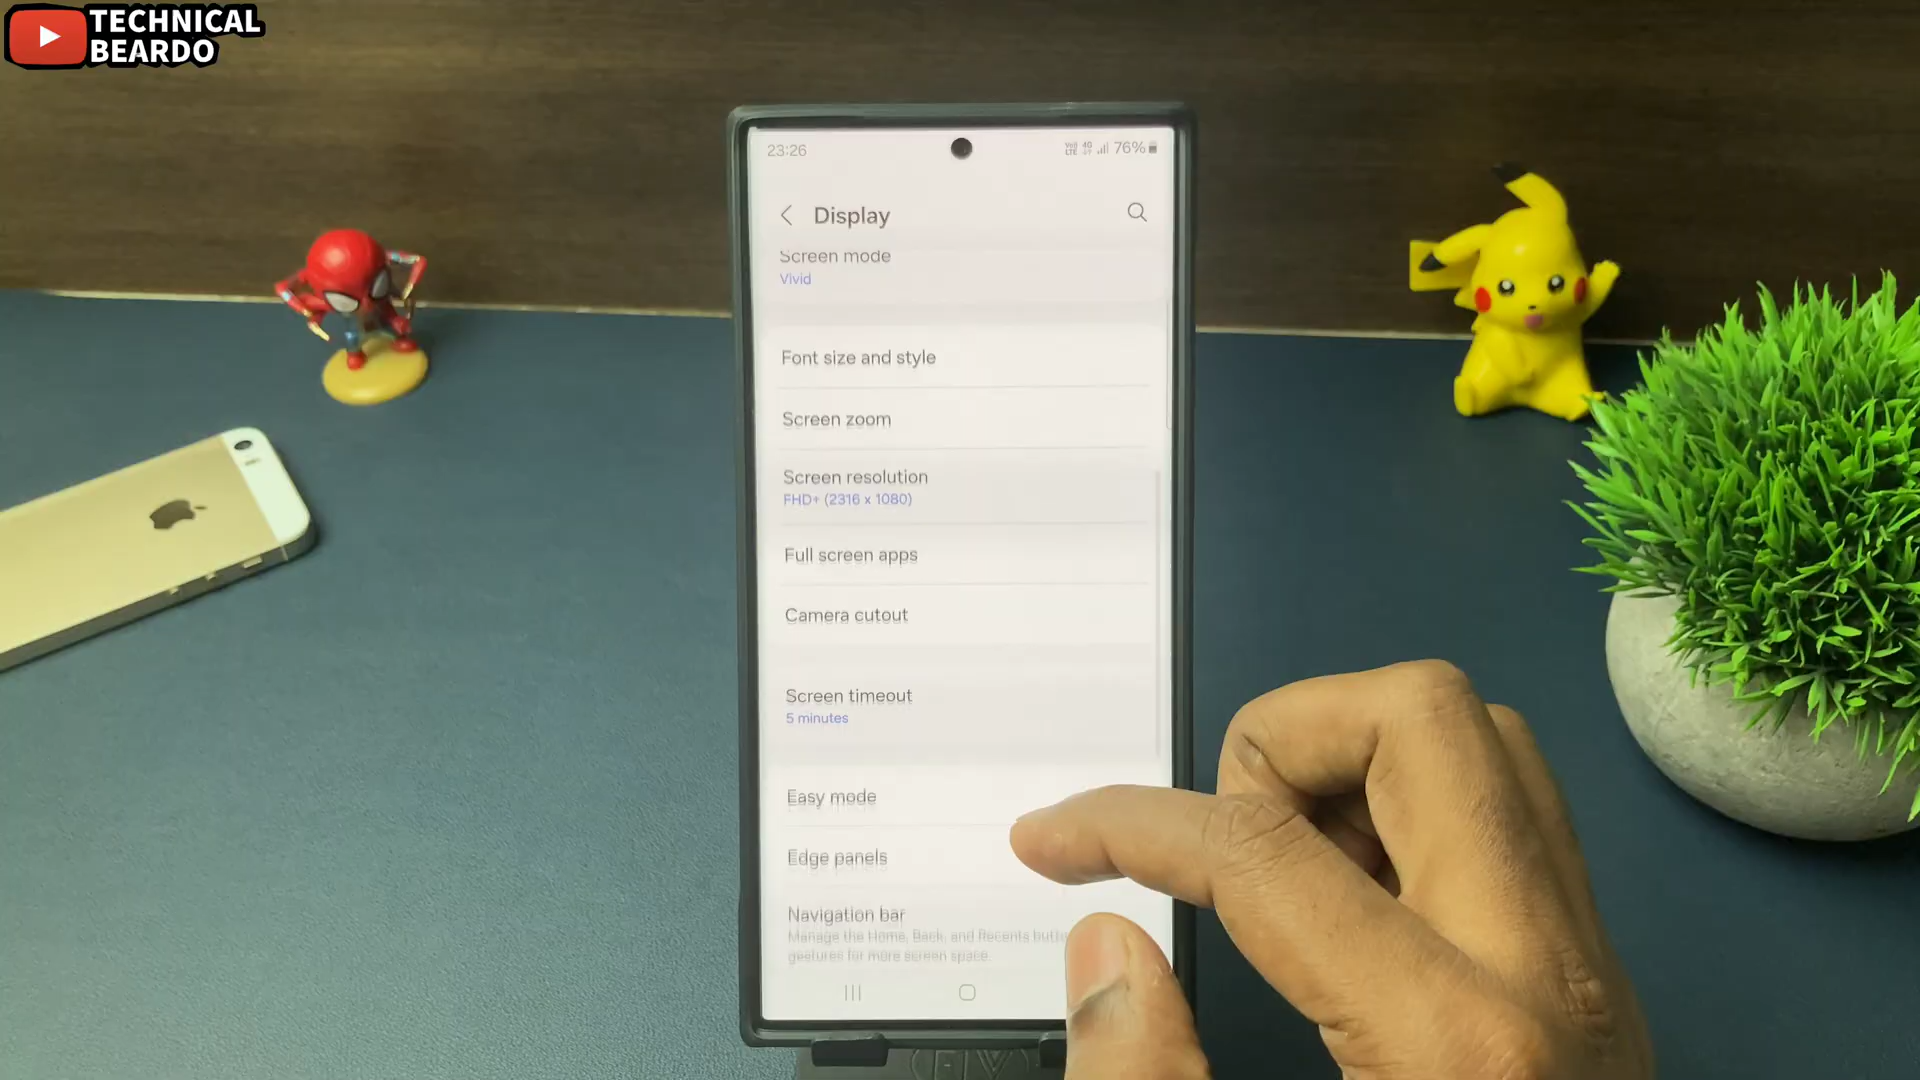 TECHNICAL
BEARDO
23:26
76%
Display
Screen mode
Vivid
Font size and style
Screen zoom
Screen resolution
FHD+ (2316 x 1080)
Full screen apps
Camera cutout
Screen timeout
5 minutes
Easy mode
Edge panels
Navigation bar
Manage the Home, Back, and Recents
gestures for more screen space.